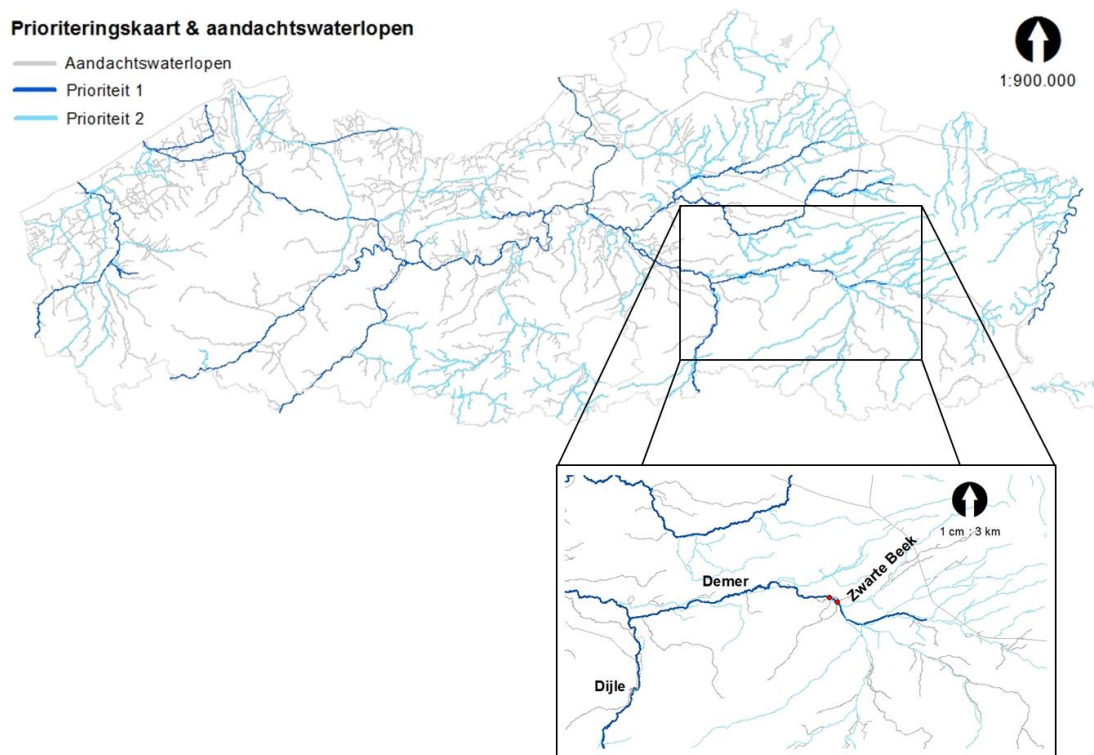 Prioriteringskaart & aandachtswaterlopen
Aandachtswaterlopen
Prioriteit 1
Prioriteit 2
1:900.000
1 cm : 3 km
Zwarte Beek
Demer
Dijle